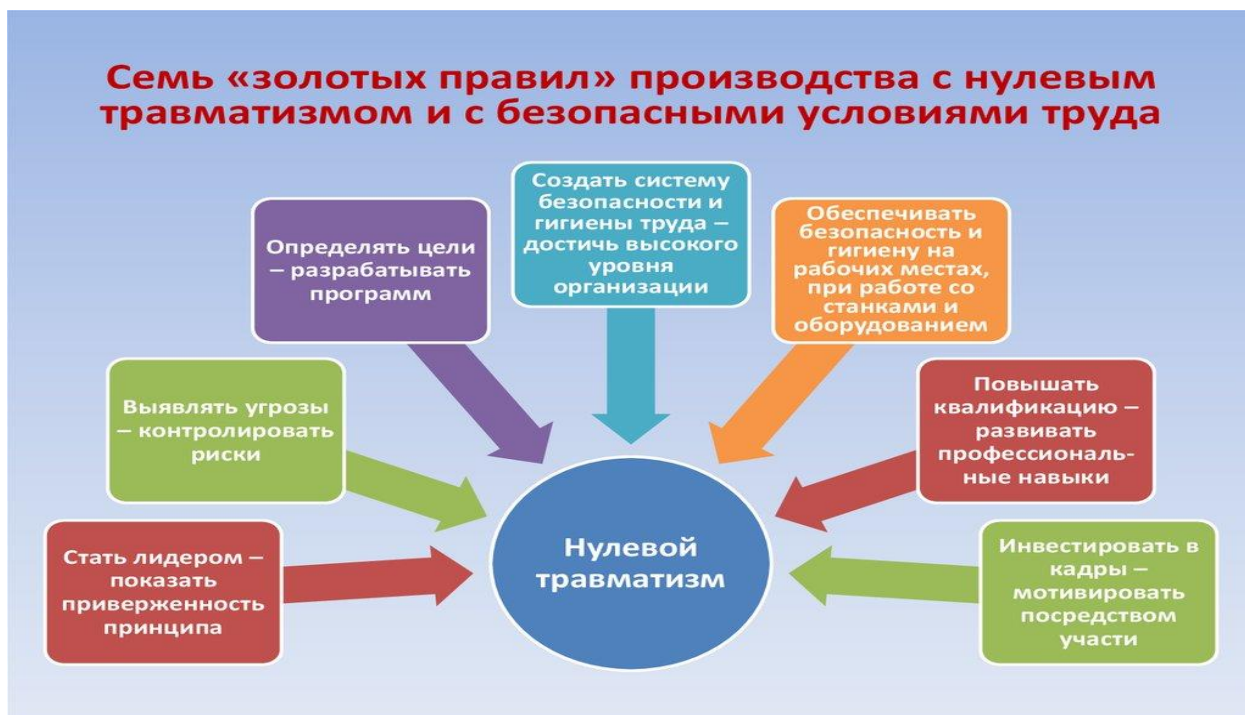 Семь «золотых правил» производства с нулевым
травматизмом и с безопасными условиями труда
Стать лидером –
показать
приверженность
принципа
Выявлять угрозы
– контролировать
риски
Определять цели
– разрабатывать
программ
Создать систему
безопасности и
гигиены труда –
достичь высокого
уровня
организации
Обеспечивать
безопасность и
гигиену на
рабочих местах,
при работе со
станками и
оборудованием
Повышать
квалификацию –
развивать
профессиональ-
ные навыки
Инвестировать в
кадры –
мотивировать
посредством
участи
Нулевой
травматизм